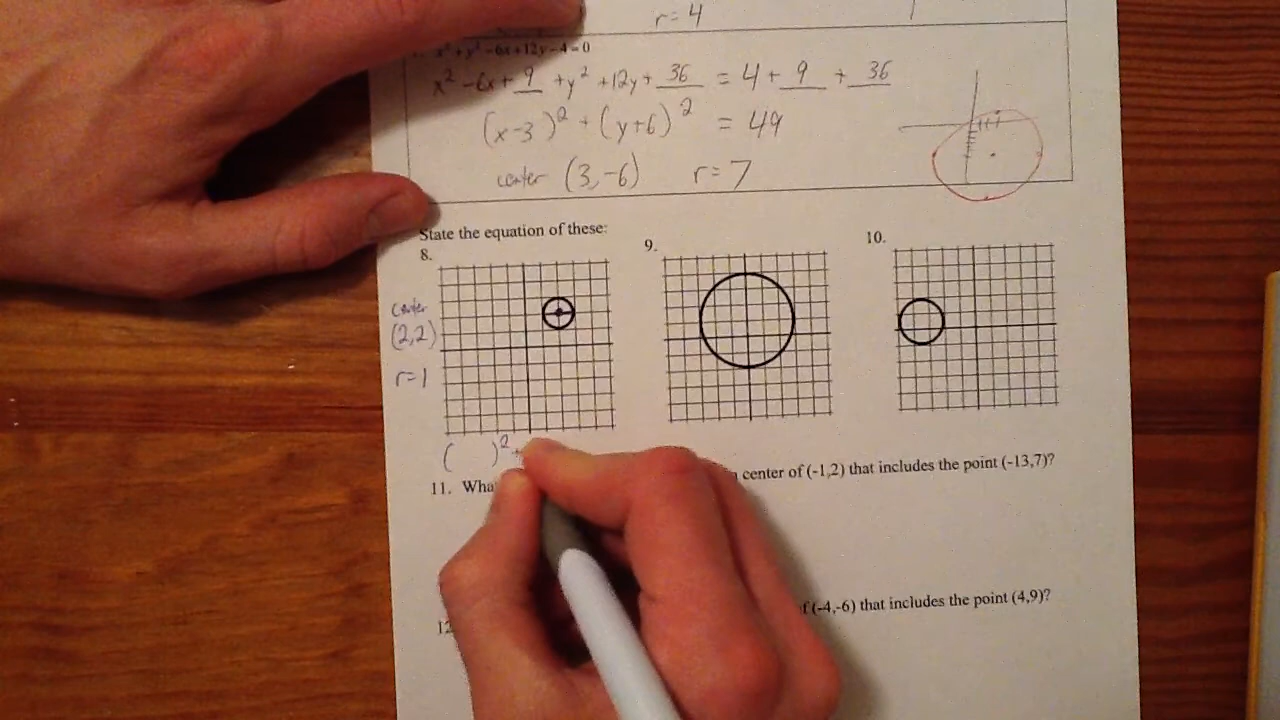 r=4
x²+y²-6x+12y-4=0
x² -6x+ 9 +y² +12y+ 36 = 4+ 9 + 36
(x-3)² + (y+6)² = 49
center (3,-6) r=7
State the equation of these:
8. 9. 10.
center
(2,2)
r=1
( )² +
11. Wha center of (-1,2) that includes the point (-13,7)?
12 f (-4,-6) that includes the point (4,9)?